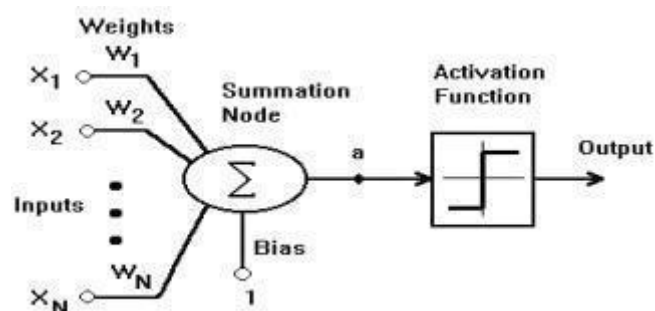 Weights
W1
X1
W2
X2
Summation
Node
Activation
Function
Σ
a
Output
Inputs
Bias
WN
XN
1